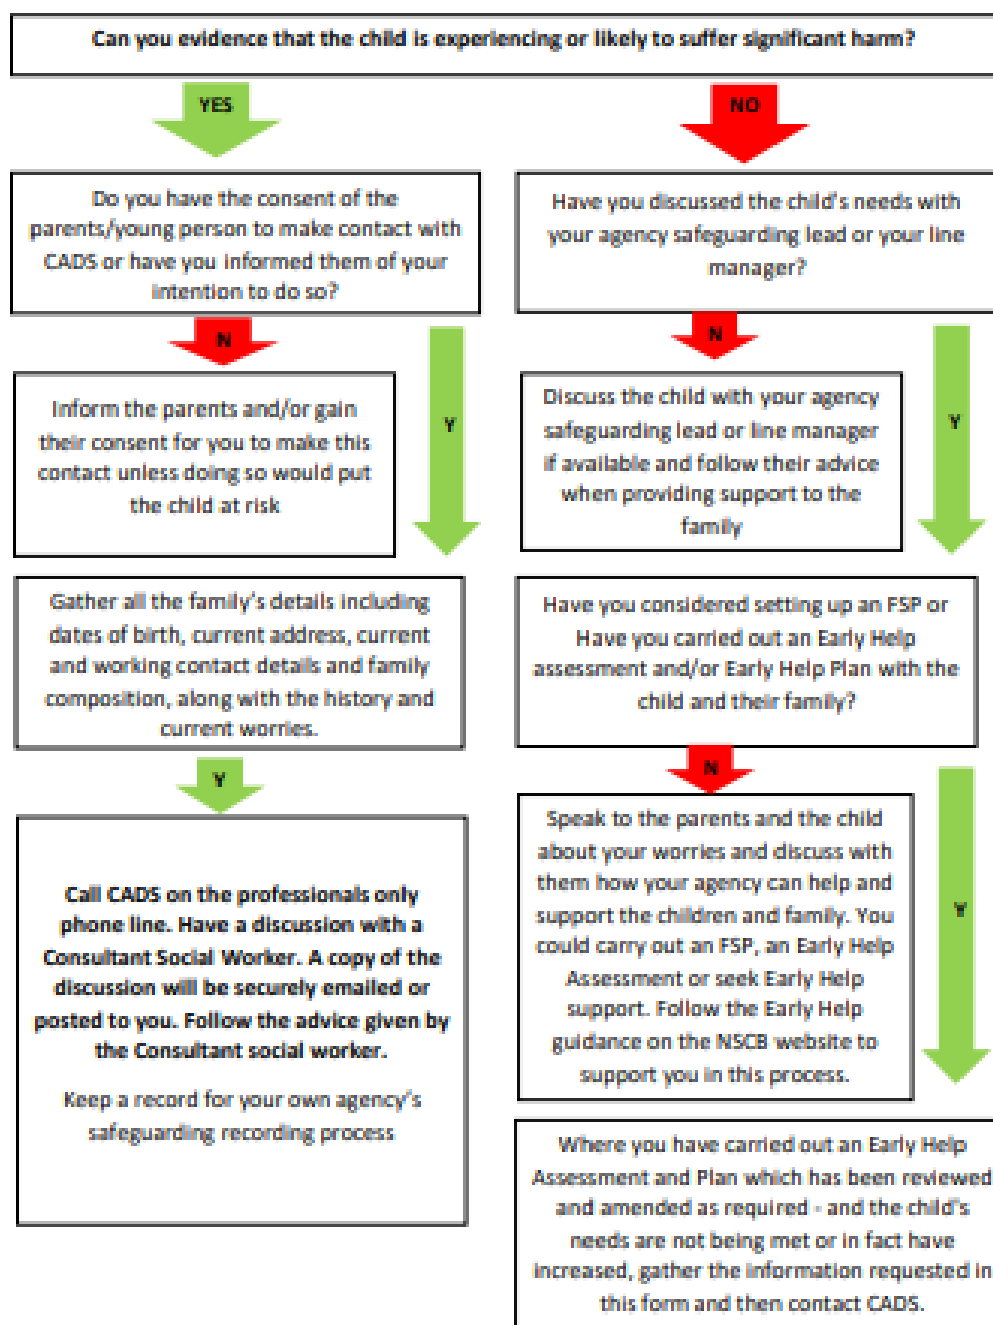 Can you evidence that the child is experiencing or likely to suffer significant harm?
YES
NO
Do you have the consent of the
parents/young person to make contact with
CADS or have you informed them of your
intention to do so?
Have you discussed the child's needs with
your agency safeguarding lead or your line
manager?
N
Y
N
Y
Inform the parents and/or gain
their consent for you to make this
contact unless doing so would put
the child at risk
Discuss the child with your agency
safeguarding lead or line manager
if available and follow their advice
when providing support to the
family
Gather all the family's details including
dates of birth, current address, current
and working contact details and family
composition, along with the history and
current worries.
Have you considered setting up an FSP or
Have you carried out an Early Help
assessment and/or Early Help Plan with the
child and their family?
Y
N
Y
Call CADS on the professionals only
phone line. Have a discussion with a
Consultant Social Worker. A copy of the
discussion will be securely emailed or
posted to you. Follow the advice given by
the Consultant social worker.
Keep a record for your own agency's
safeguarding recording process
Speak to the parents and the child
about your worries and discuss with
them how your agency can help and
support the children and family. You
could carry out an FSP, an Early Help
Assessment or seek Early Help
support. Follow the Early Help
guidance on the NSCB website to
support you in this process.
Where you have carried out an Early Help
Assessment and Plan which has been reviewed
and amended as required - and the child's
needs are not being met or in fact have
increased, gather the information requested in
this form and then contact CADS.